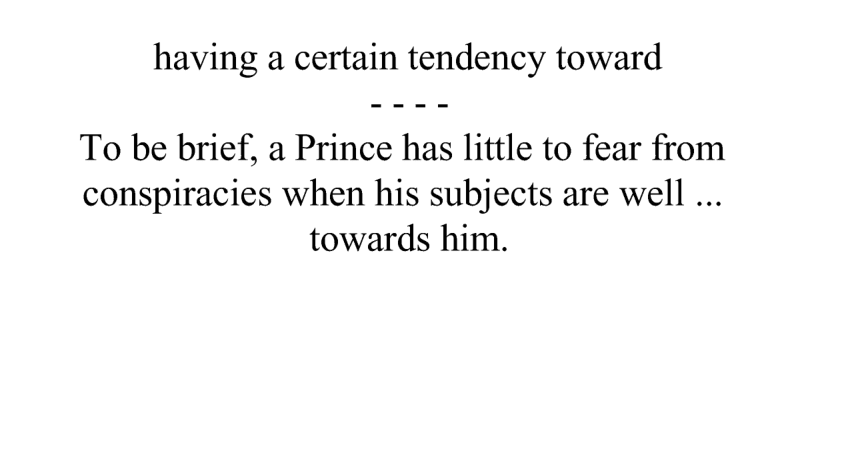 having a certain tendency toward
- - - -
To be brief, a Prince has little to fear from
conspiracies when his subjects are well ...
towards him.